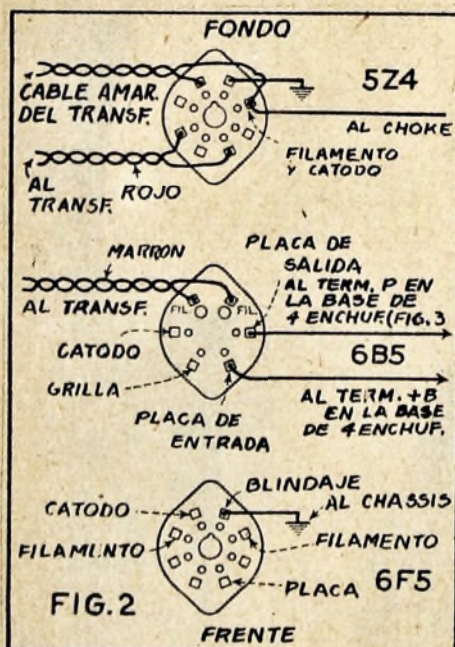 FONDO
5Z4
CABLE AMAR.
DEL TRANSF.
AL CHOKE
FILAMENTO
Y CATODO
AL
TRANSF.
ROJO
MARRON
PLACA DE
SALIDA
AL TERM. P EN
LA BASE DE
4 ENCHUF.(FIG.3
AL TRANSF.
FIL.
FIL.
CATODO
6B5
GRILLA
PLACA DE
ENTRADA
AL TERM. +B
EN LA BASE
DE 4 ENCHUF.
BLINDAJE
AL CHASSIS
CATODO
FILAMENTO
FILAMENTO
PLACA
6F5
FIG.2
FRENTE